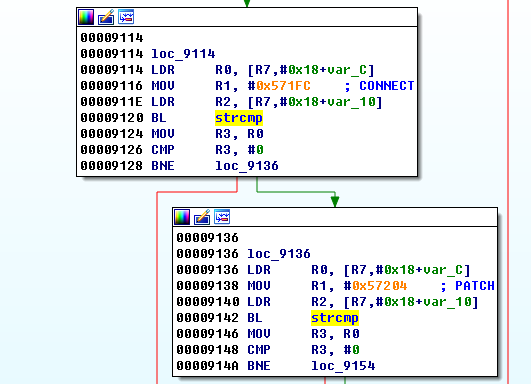 00009114
00009114 loc_9114
00009114 LDR R0, [R7,#0x18+var_C]
00009116 MOV R1, #0x571FC ; CONNECT
0000911E LDR R2, [R7,#0x18+var_10]
00009120 BL strcmp
00009124 MOV R3, R0
00009126 CMP R3, #0
00009128 BNE loc_9136
00009136
00009136 loc_9136
00009136 LDR R0, [R7,#0x18+var_C]
00009138 MOV R1, #0x57204 ; PATCH
00009140 LDR R2, [R7,#0x18+var_10]
00009142 BL strcmp
00009146 MOV R3, R0
00009148 CMP R3, #0
0000914A BNE loc_9154